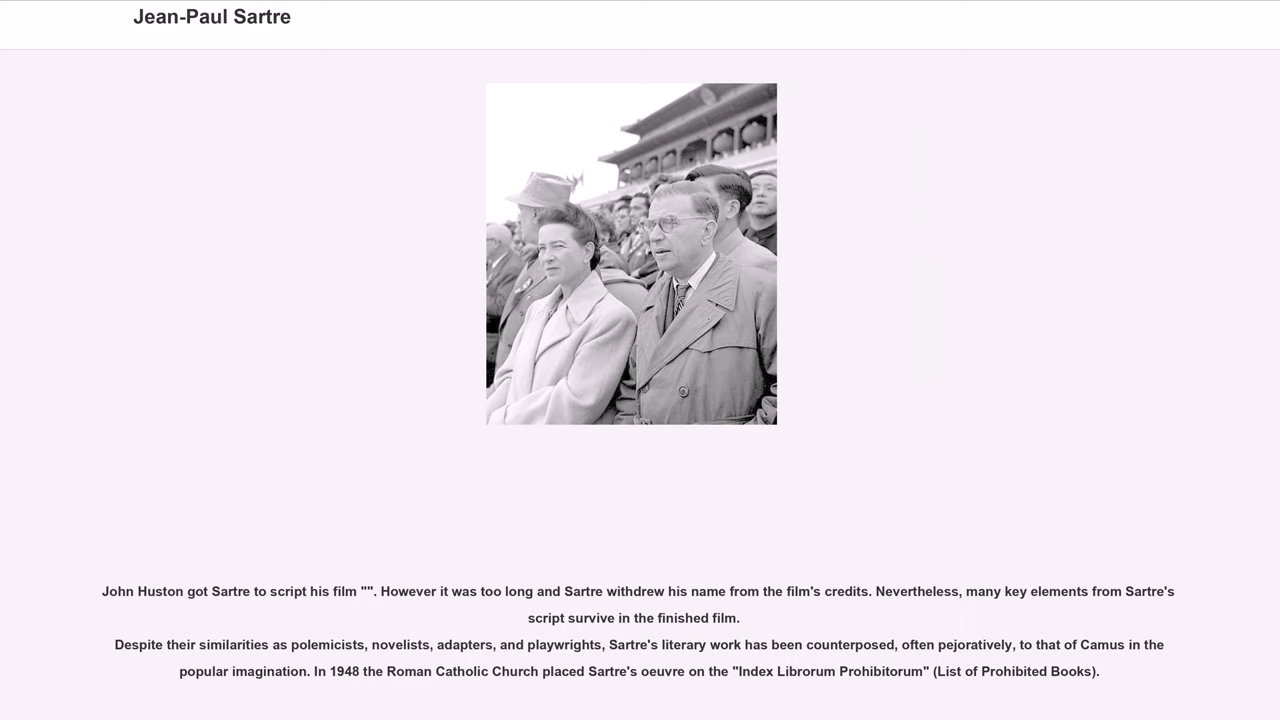 Jean-Paul Sartre
John Huston got Sartre to script his film "". However it was too long and Sartre withdrew his name from the film's credits. Nevertheless, many key elements from Sartre's
script survive in the finished film.
Despite their similarities as polemicists, novelists, adapters, and playwrights, Sartre's literary work has been counterposed, often pejoratively, to that of Camus in the
popular imagination. In 1948 the Roman Catholic Church placed Sartre's oeuvre on the "Index Librorum Prohibitorum" (List of Prohibited Books).